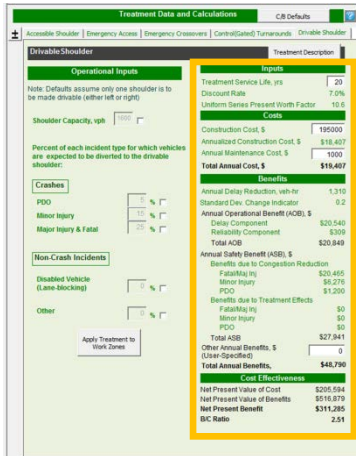 Treatment Data and Calculations
C/B Defaults
?
±
Accessible Shoulder
Emergency Access
Emergency Crossovers
Control(Gated) Turnarounds
Drivable Shoulder
Drivable Shoulder
Treatment Description
Operational Inputs
Note: Defaults assume only one shoulder is to
be made drivable (either left or right)
Shoulder Capacity, vph
Percent of each incident type for which vehicles
are expected to be diverted to the drivable
shoulder:
Crashes
PDO 5 %
Minor Injury 15 %
Major Injury & Fatal 25 %
Non-Crash Incidents
Disabled Vehicle
(Lane-blocking) 0 %
Other 0 %
Apply Treatment to
Work Zones
Inputs
Treatment Service Life, yrs 20
Discount Rate 7.0%
Uniform Series Present Worth Factor 10.6
Costs
Construction Cost, $ 195000
Annualized Construction Cost, $ $18,407
Annual Maintenance Cost, $ 1000
Total Annual Cost, $ $19,407
Benefits
Annual Delay Reduction, veh-hr 1,310
Standard Dev. Change Indicator 0.2
Annual Operational Benefit (AOB), $
Delay Component $20,540
Reliability Component $309
Total AOB $20,849
Annual Safety Benefit (ASB), $
Benefits due to Congestion Reduction
Fatal/Maj Inj $20,465
Minor Injury $6,276
PDO $1,200
Benefits due to Treatment Effects
Fatal/Maj Inj $0
Minor Injury $0
PDO $0
Total ASB $27,941
Other Annual Benefits, $ 0
(User-Specified)
Total Annual Benefits, $48,790
Cost Effectiveness
Net Present Value of Cost $205,594
Net Present Value of Benefits $516,879
Net Present Benefit $311,285
B/C Ratio 2.51